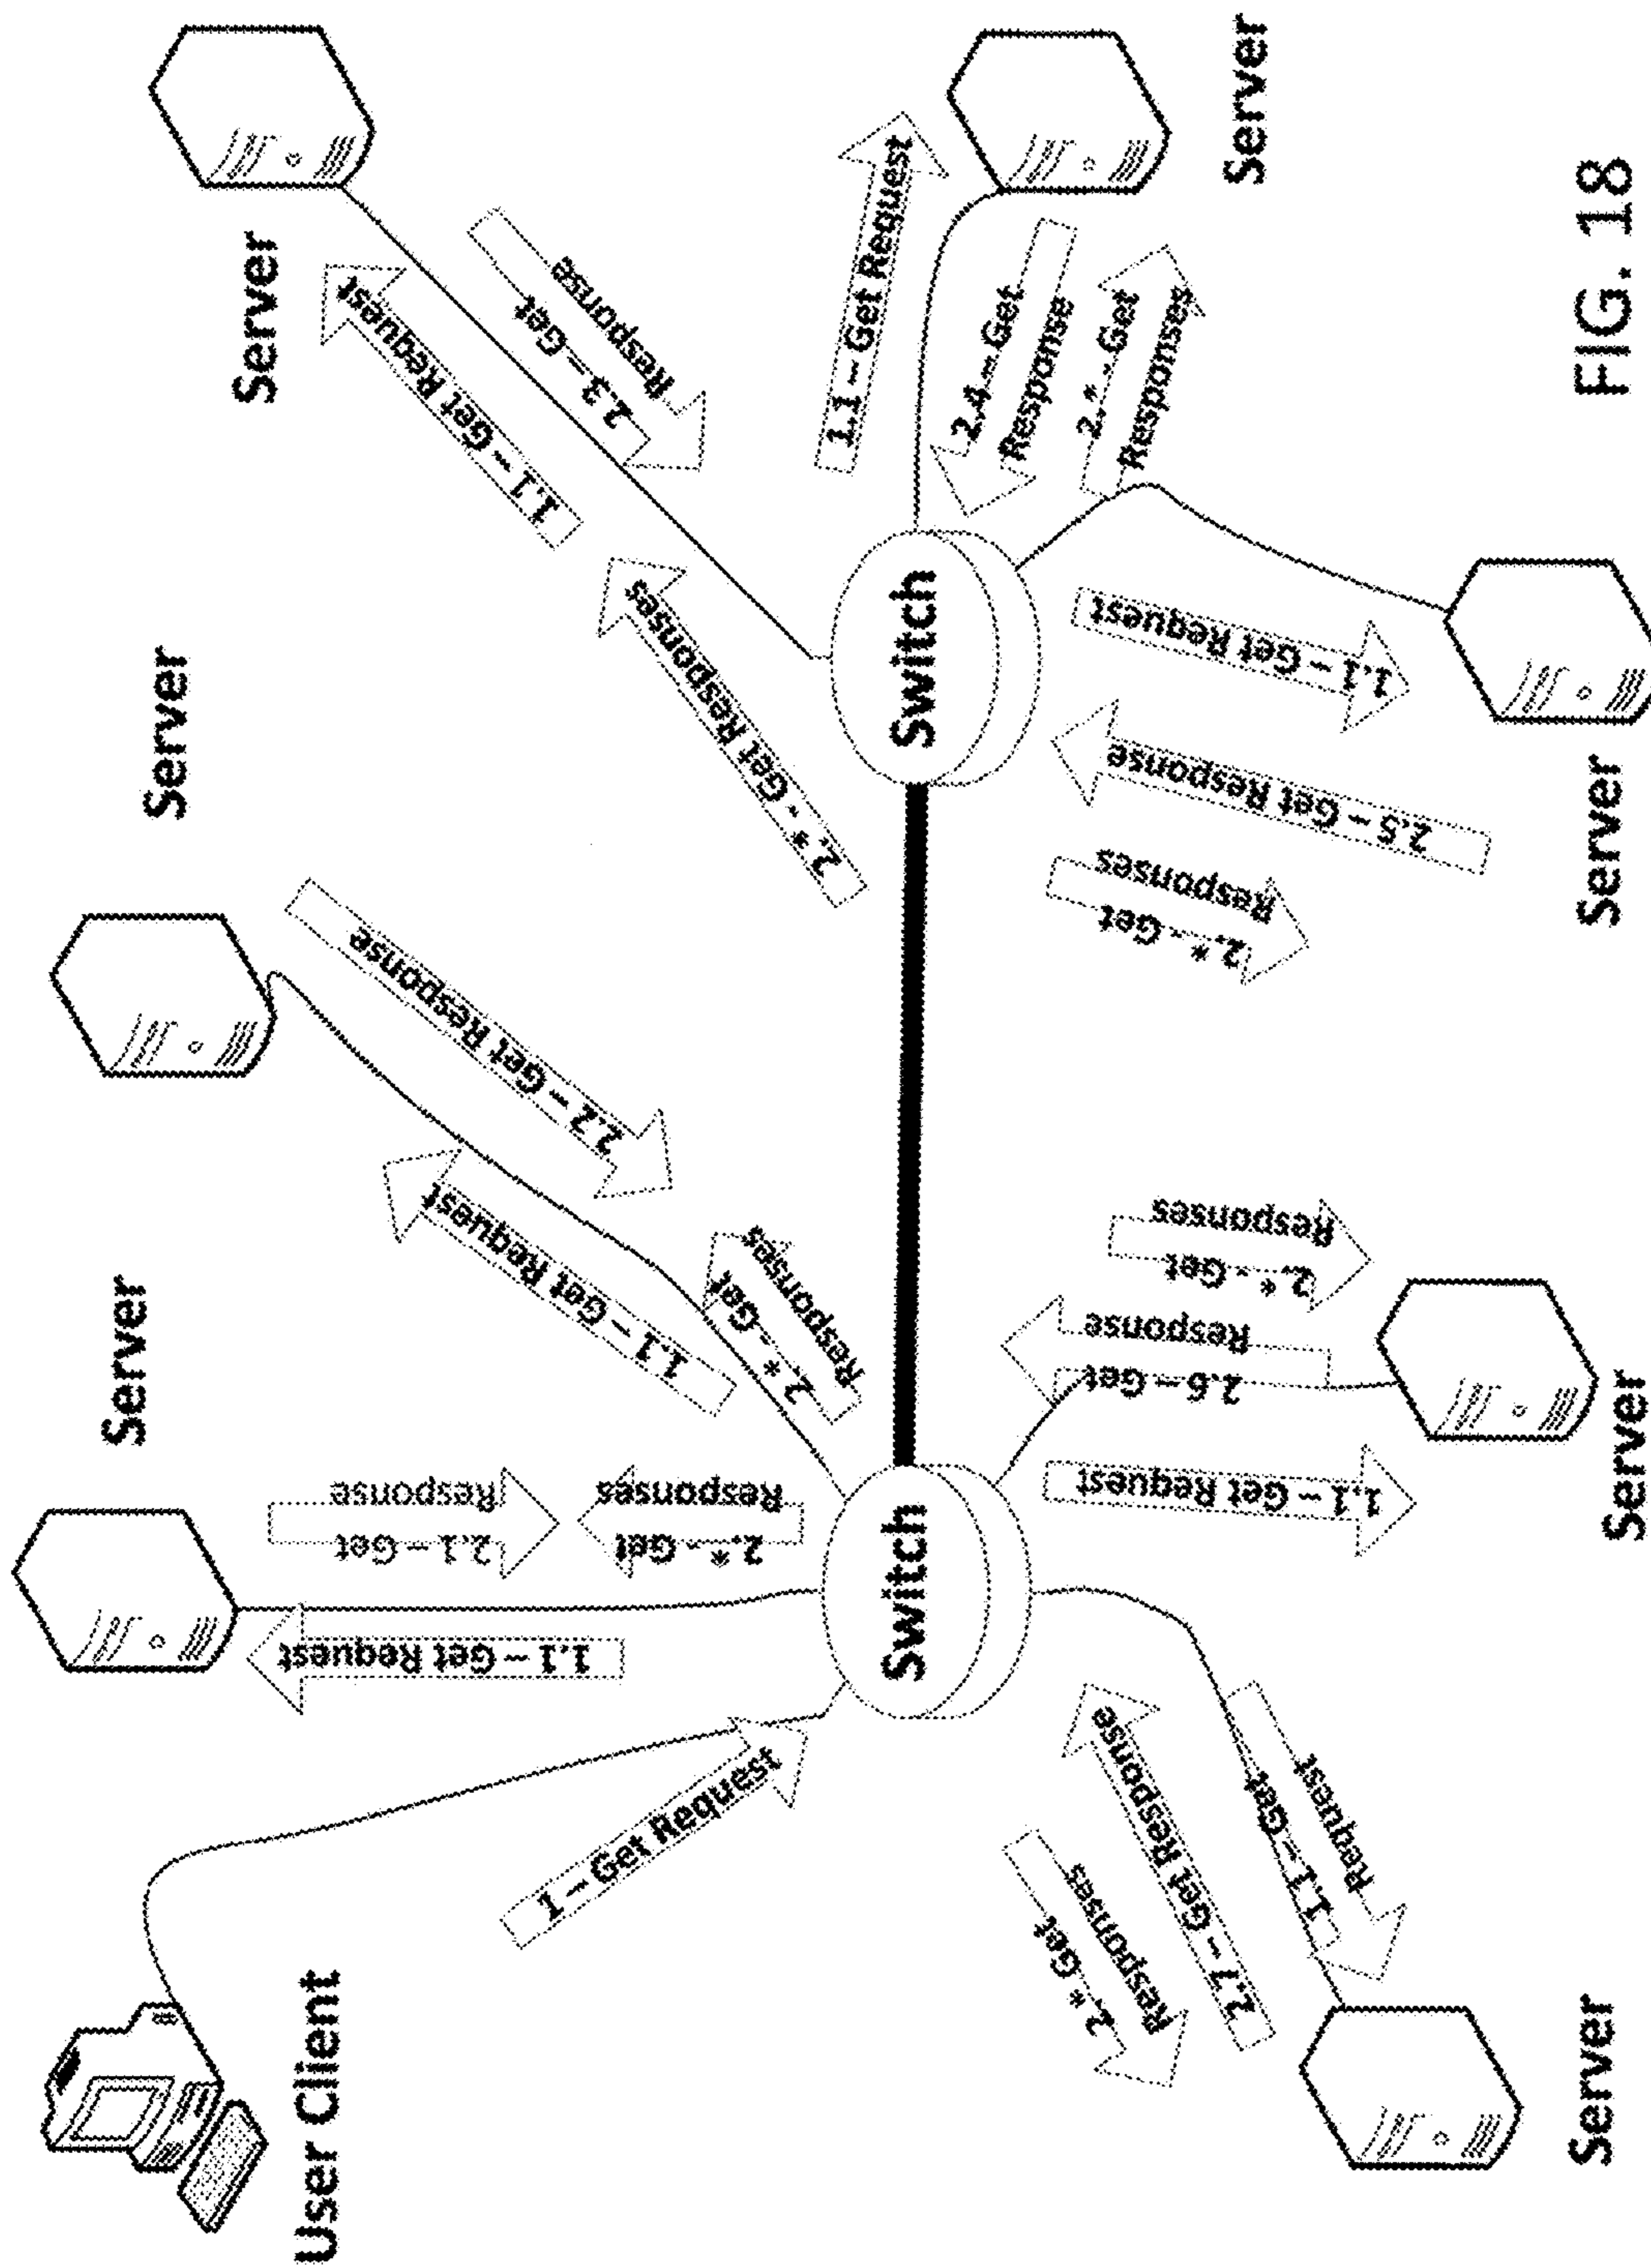 User Client
1 – Get Request
Server
1.1 – Get Request
2.1 – Get
Response
2.* - Get
Responses
Server
1.1 – Get Request
2.2 – Get Response
2.* - Get
Responses
Server
1.1 – Get Request
2.3 – Get
Response
2.* - Get Responses
Switch
Switch
1.1 – Get Request
2.4 – Get
Response
2.* - Get
Responses
Server
2.* Get
Responses
2.7 – Get Response
1.1 – Get
Request
Server
1.1 – Get Request
2.6 – Get
Response
2.* - Get
Responses
Server
2.* - Get
Responses
2.5 – Get Response
1.1 – Get Request
Server
FIG. 18